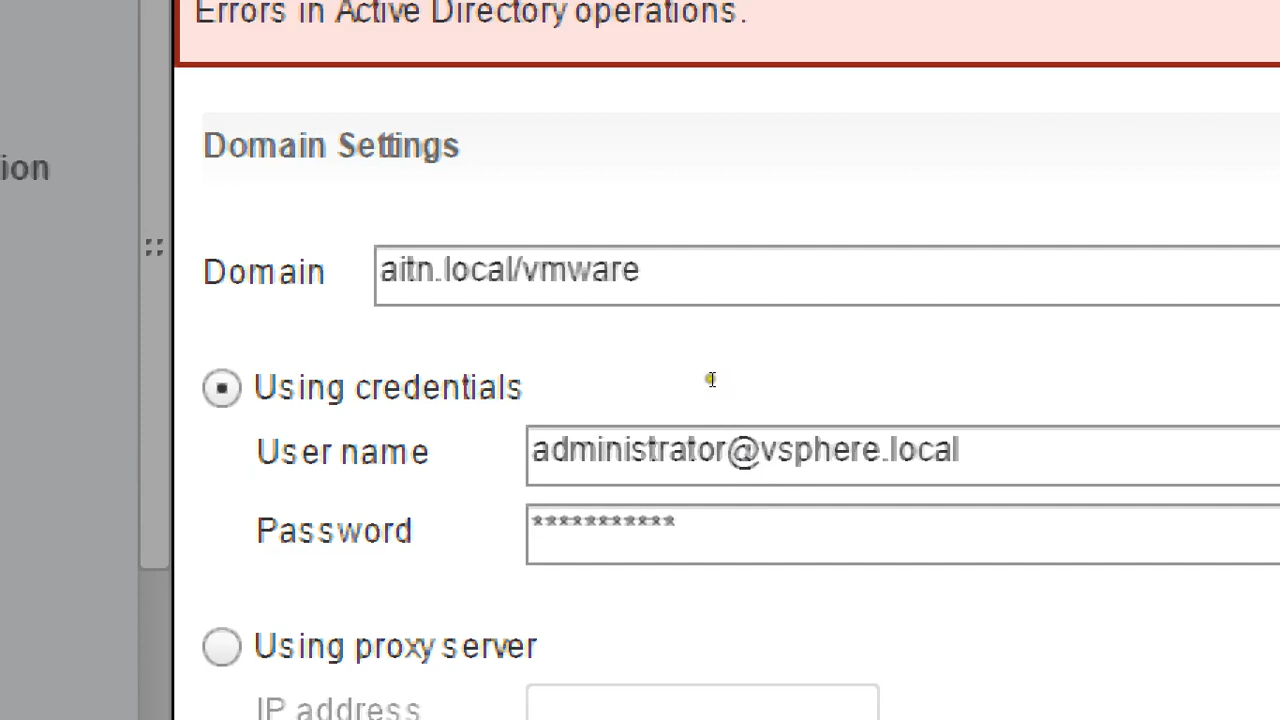 Errors in Active Directory operations.
Domain Settings
ion
Domain aitn.local/vmware
Using credentials
User name administrator@vsphere.local
Password ***********
Using proxy server
IP address